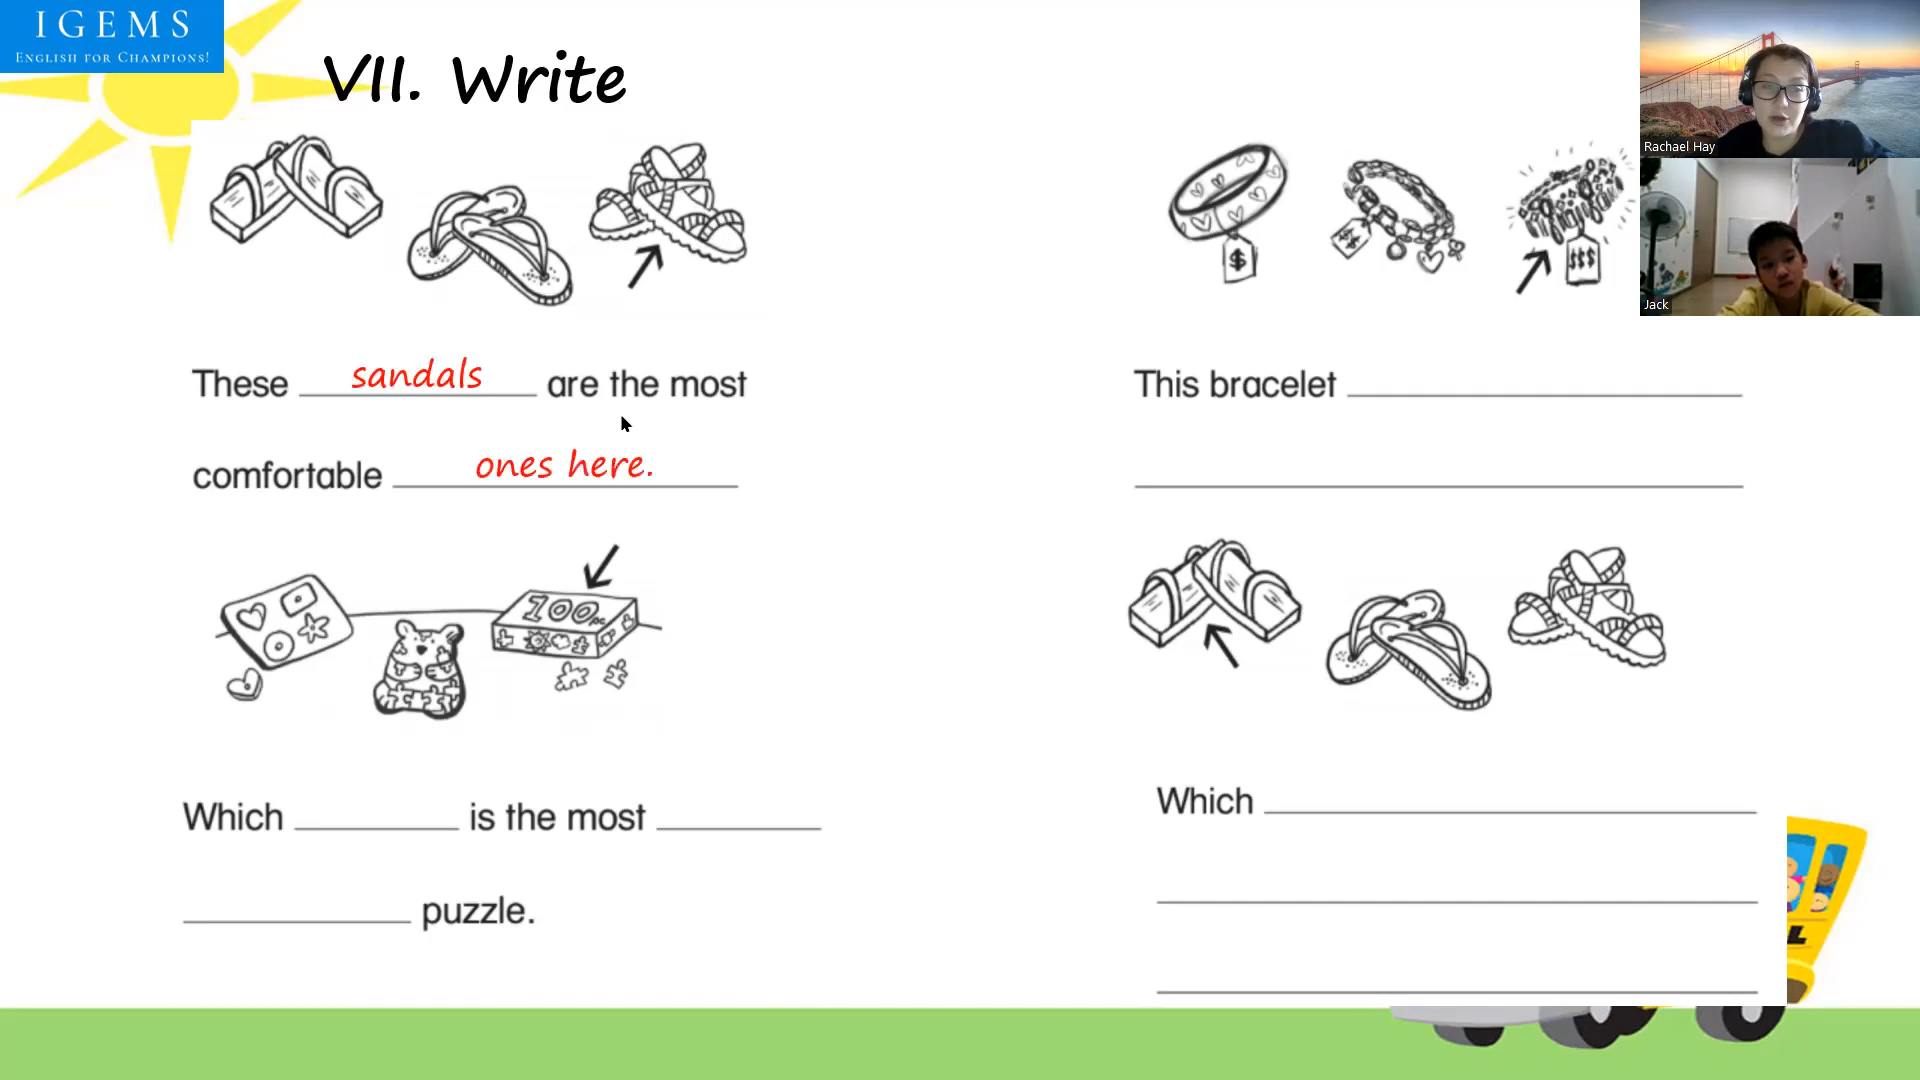 IGEMS
ENGLISH FOR CHAMPIONS!
VII. Write
$
$$
$$$
Rachael Hay
Jack
These sandals are the most
comfortable ones here.
This bracelet
100pc
Which is the most
puzzle.
Which
L